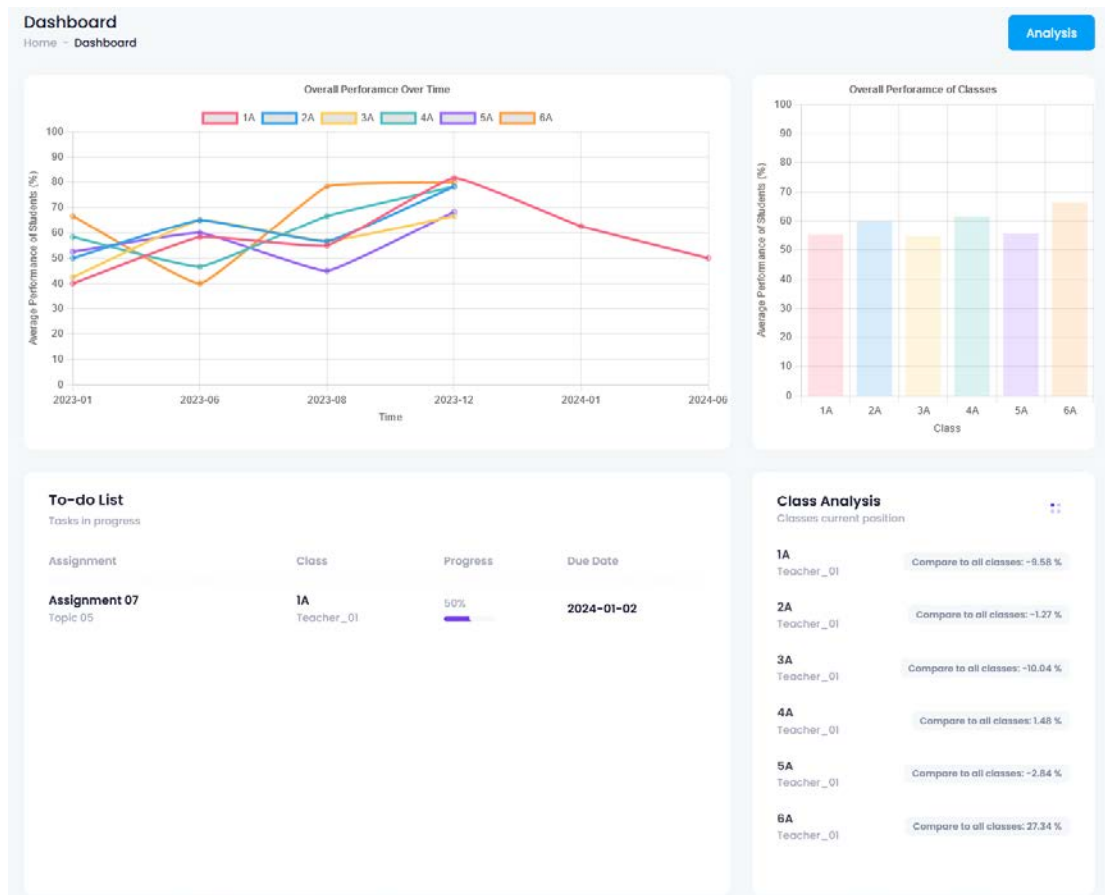 Dashboard
Home - Dashboard
Analysis
Overall Perforamce Over Time
1A 2A 3A 4A 5A 6A
Average Performance of Students (%)
100
90
80
70
60
50
40
30
20
10
0
2023-01 2023-06 2023-08 2023-12 2024-01 2024-06
Time
Overall Perforamce of Classes
Average Performance of Students (%)
100
90
80
70
60
50
40
30
20
10
0
1A 2A 3A 4A 5A 6A
Class
To-do List
Tasks in progress
Assignment Class Progress Due Date
Assignment 07 1A 50% 2024-01-02
Topic 05 Teacher_01
Class Analysis
Classes current position
1A
Teacher_01
Compare to all classes: -9.58 %
2A
Teacher_01
Compare to all classes: -1.27 %
3A
Teacher_01
Compare to all classes: -10.04 %
4A
Teacher_01
Compare to all classes: 1.48 %
5A
Teacher_01
Compare to all classes: -2.84 %
6A
Teacher_01
Compare to all classes: 27.34 %